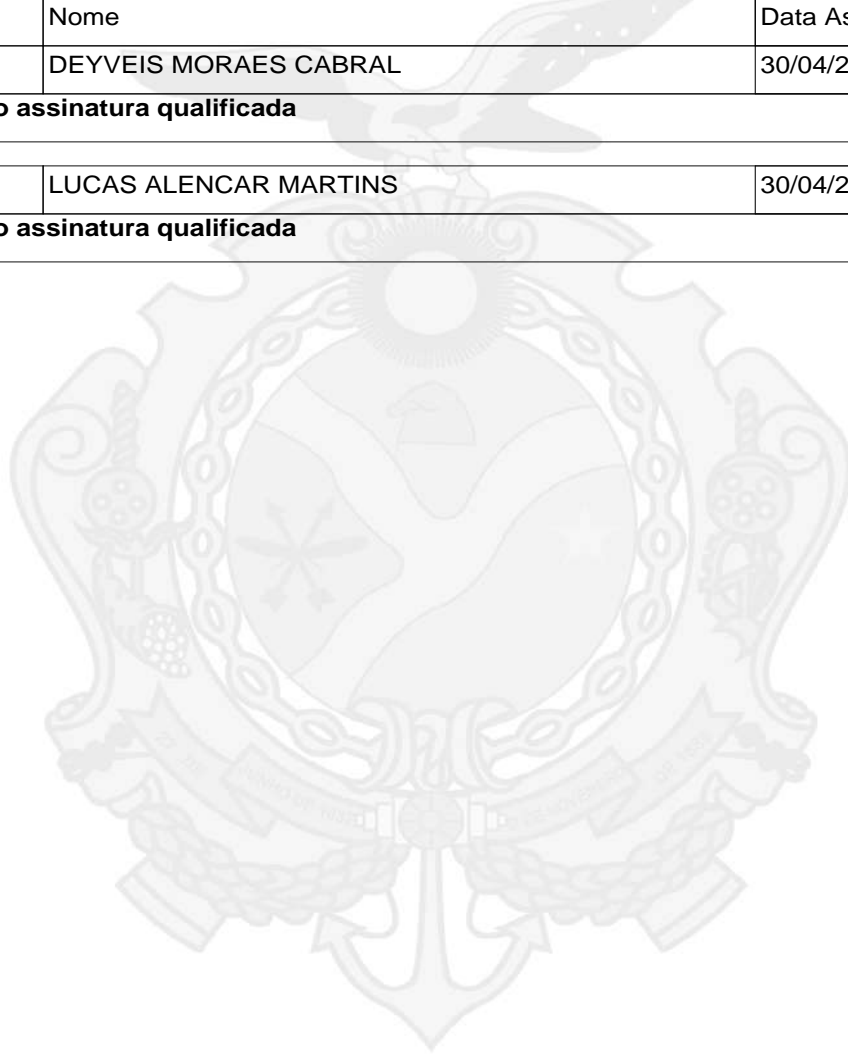 Nome Data As
DEYVEIS MORAES CABRAL 30/04/2
o assinatura qualificada
LUCAS ALENCAR MARTINS 30/04/2
o assinatura qualificada